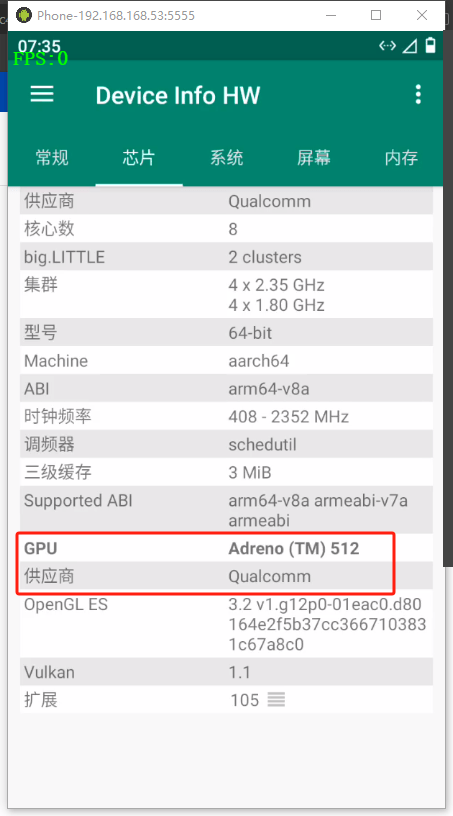 Phone-192.168.168.53:5555
07:35
FPS:0
Device Info HW
常规 芯片 系统 屏幕 内存
供应商 Qualcomm
核心数 8
big.LITTLE 2 clusters
集群 4 x 2.35 GHz
4 x 1.80 GHz
型号 64-bit
Machine aarch64
ABI arm64-v8a
时钟频率 408 - 2352 MHz
调频器 schedutil
三级缓存 3 MiB
Supported ABI arm64-v8a armeabi-v7a
armeabi
GPU Adreno (TM) 512
供应商 Qualcomm
OpenGL ES 3.2 v1.g12p0-01eac0.d80
164e2f5b37cc366710383
1c67a8c0
Vulkan 1.1
扩展 105